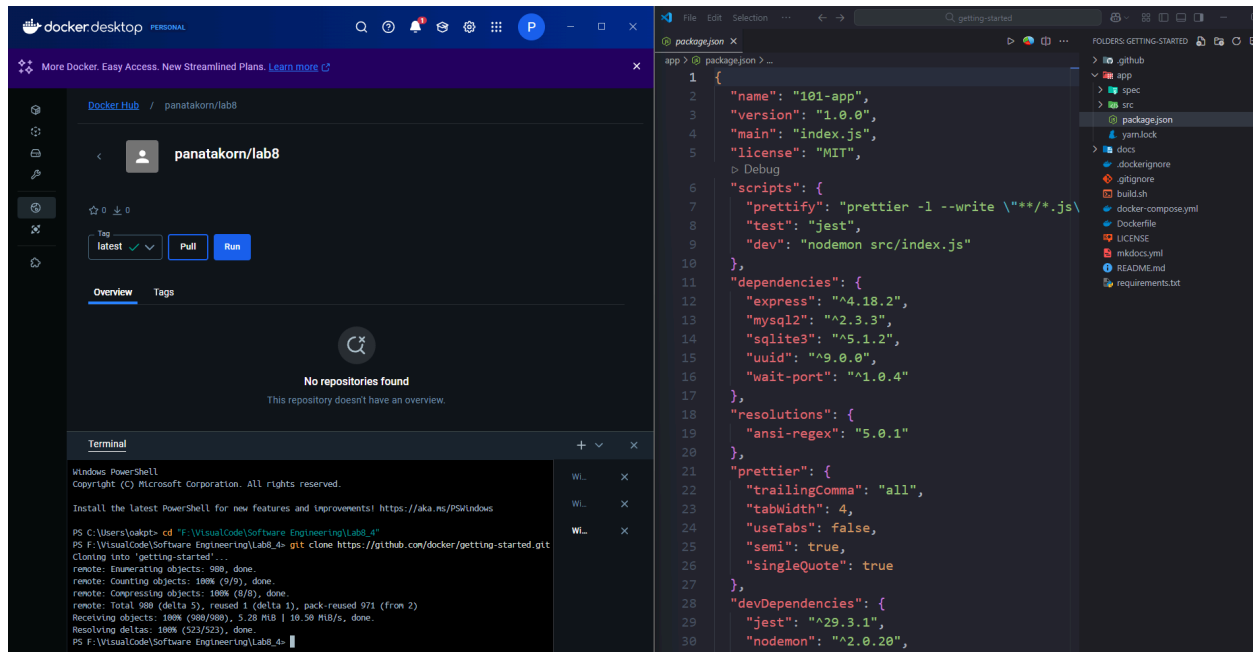 docker.desktop PERSONAL
P
More Docker. Easy Access. New Streamlined Plans. Learn more
Docker Hub / panatakorn/lab8
panatakorn/lab8
0 0
Tag
latest
Pull
Run
Overview Tags
No repositories found
This repository doesn't have an overview.
Terminal
Windows PowerShell
Copyright (C) Microsoft Corporation. All rights reserved.
Install the latest PowerShell for new features and improvements! https://aka.ms/PSWindows
PS C:\Users\oakpt> cd "F:\VisualCode\Software Engineering\Lab8_4"
PS F:\VisualCode\Software Engineering\Lab8_4> git clone https://github.com/docker/getting-started.git
Cloning into 'getting-started'...
remote: Enumerating objects: 980, done.
remote: Counting objects: 100% (9/9), done.
remote: Compressing objects: 100% (8/8), done.
remote: Total 980 (delta 5), reused 1 (delta 1), pack-reused 971 (from 2)
Receiving objects: 100% (980/980), 5.28 MiB | 10.50 MiB/s, done.
Resolving deltas: 100% (523/523), done.
PS F:\VisualCode\Software Engineering\Lab8_4>
Wi...
Wi...
Wi...
File Edit Selection ... getting-started
package.json
app > package.json > ...
1 {
2 "name": "101-app",
3 "version": "1.0.0",
4 "main": "index.js",
5 "license": "MIT",
Debug
6 "scripts": {
7 "prettify": "prettier -l --write \"**/*.js\
8 "test": "jest",
9 "dev": "nodemon src/index.js"
10 },
11 "dependencies": {
12 "express": "^4.18.2",
13 "mysql2": "^2.3.3",
14 "sqlite3": "^5.1.2",
15 "uuid": "^9.0.0",
16 "wait-port": "^1.0.4"
17 },
18 "resolutions": {
19 "ansi-regex": "5.0.1"
20 },
21 "prettier": {
22 "trailingComma": "all",
23 "tabWidth": 4,
24 "useTabs": false,
25 "semi": true,
26 "singleQuote": true
27 },
28 "devDependencies": {
29 "jest": "^29.3.1",
30 "nodemon": "^2.0.20",
FOLDERS: GETTING-STARTED
.github
app
spec
src
package.json
yarn.lock
docs
.dockerignore
.gitignore
build.sh
docker-compose.yml
Dockerfile
LICENSE
mkdocs.yml
README.md
requirements.txt